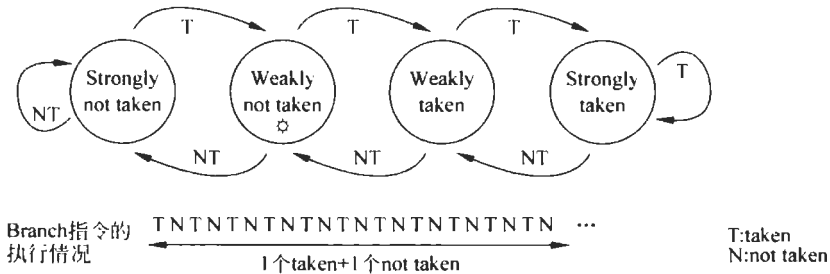 T
T
T
Strongly
not taken
Weakly
not taken
Weakly
taken
Strongly
taken
T
NT
NT
NT
NT
Branch指令的
执行情况
T N T N T N T N T N T N T N T N T N T N T N ···
1个taken+1个not taken
T:taken
N:not taken